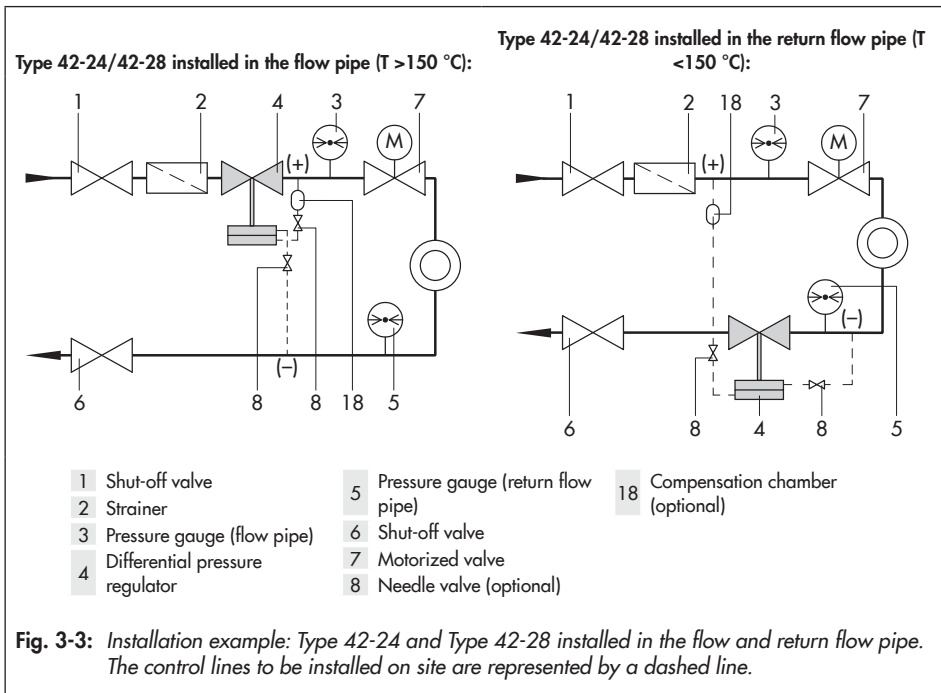 Type 42-24/42-28 installed in the flow pipe (T >150 °C):
1 2 4 3 7
M
(+)
(–)
6 8 8 18 5
Type 42-24/42-28 installed in the return flow pipe (T
<150 °C):
1 2 18 3 7
M
(+)
(–)
8
6 4 8 5
1 Shut-off valve
2 Strainer
3 Pressure gauge (flow pipe)
4 Differential pressure
regulator
5 Pressure gauge (return flow
pipe)
6 Shut-off valve
7 Motorized valve
8 Needle valve (optional)
18 Compensation chamber
(optional)
Fig. 3-3: Installation example: Type 42-24 and Type 42-28 installed in the flow and return flow pipe.
The control lines to be installed on site are represented by a dashed line.